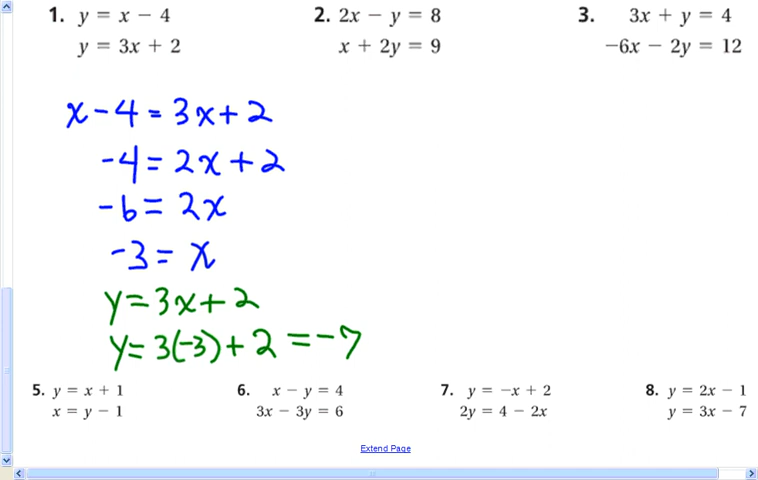 1. y = x − 4
y = 3x + 2
2. 2x − y = 8
x + 2y = 9
3. 3x + y = 4
−6x − 2y = 12
x - 4 = 3x + 2
-4 = 2x + 2
-6 = 2x
-3 = x
y = 3x + 2
y = 3(-3) + 2 = -7
5. y = x + 1
x = y − 1
6. x − y = 4
3x − 3y = 6
7. y = −x + 2
2y = 4 − 2x
8. y = 2x − 1
y = 3x − 7
Extend Page